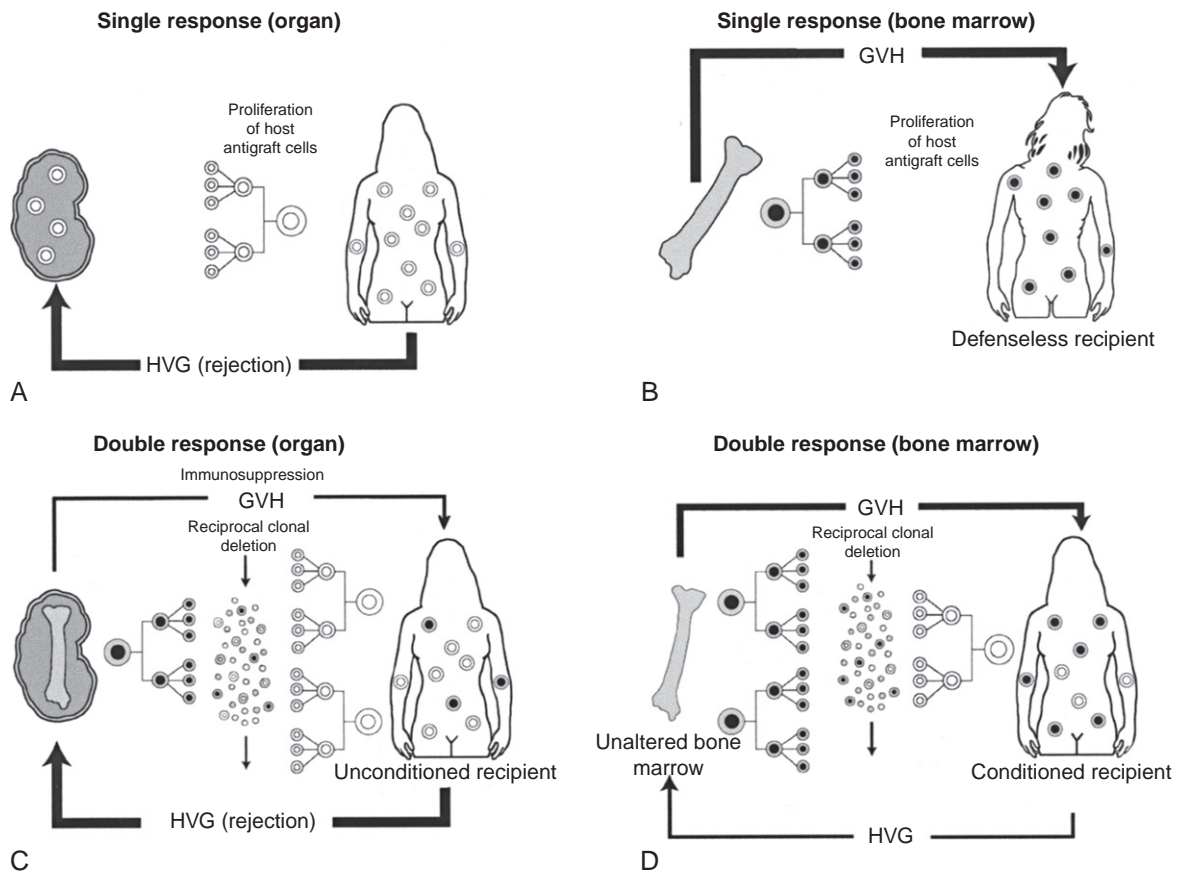 Single response (organ)
Proliferation
of host
antigraft cells
HVG (rejection)
A
Single response (bone marrow)
GVH
Proliferation
of host
antigraft cells
Defenseless recipient
B
Double response (organ)
Immunosuppression
GVH
Reciprocal clonal
deletion
Unconditioned recipient
HVG (rejection)
C
Double response (bone marrow)
GVH
Reciprocal clonal
deletion
Unaltered bone
marrow
Conditioned recipient
HVG
D